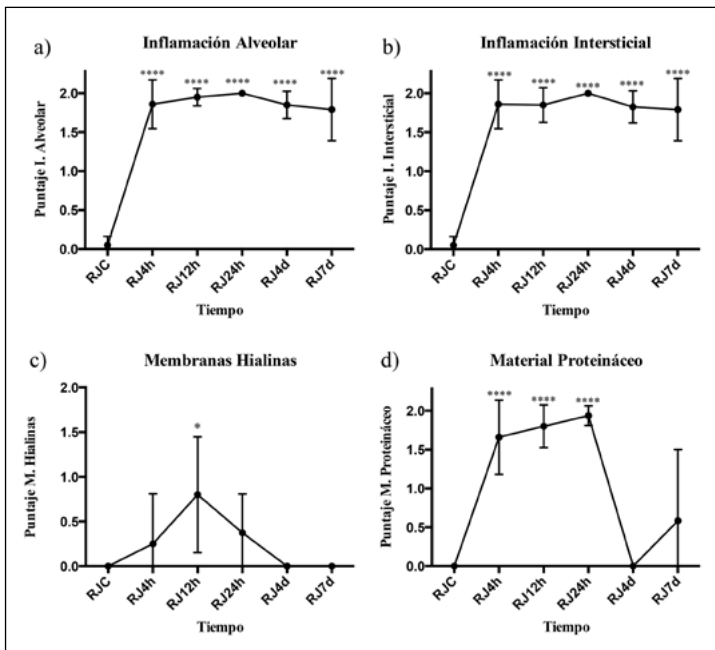 a) Inflamación Alveolar
**** **** **** **** ****
Puntaje I. Alveolar
2.0
1.5
1.0
0.5
0.0
RJC RJ4h RJ12h RJ24h RJ4d RJ7d
Tiempo
b) Inflamación Intersticial
**** **** **** **** ****
Puntaje I. Intersticial
2.0
1.5
1.0
0.5
0.0
RJC RJ4h RJ12h RJ24h RJ4d RJ7d
Tiempo
c) Membranas Hialinas
*
Puntaje M. Hialinas
2.0
1.5
1.0
0.5
0.0
RJC RJ4h RJ12h RJ24h RJ4d RJ7d
Tiempo
d) Material Proteináceo
**** **** ****
Puntaje M. Proteináceo
2.0
1.5
1.0
0.5
0.0
RJC RJ4h RJ12h RJ24h RJ4d RJ7d
Tiempo